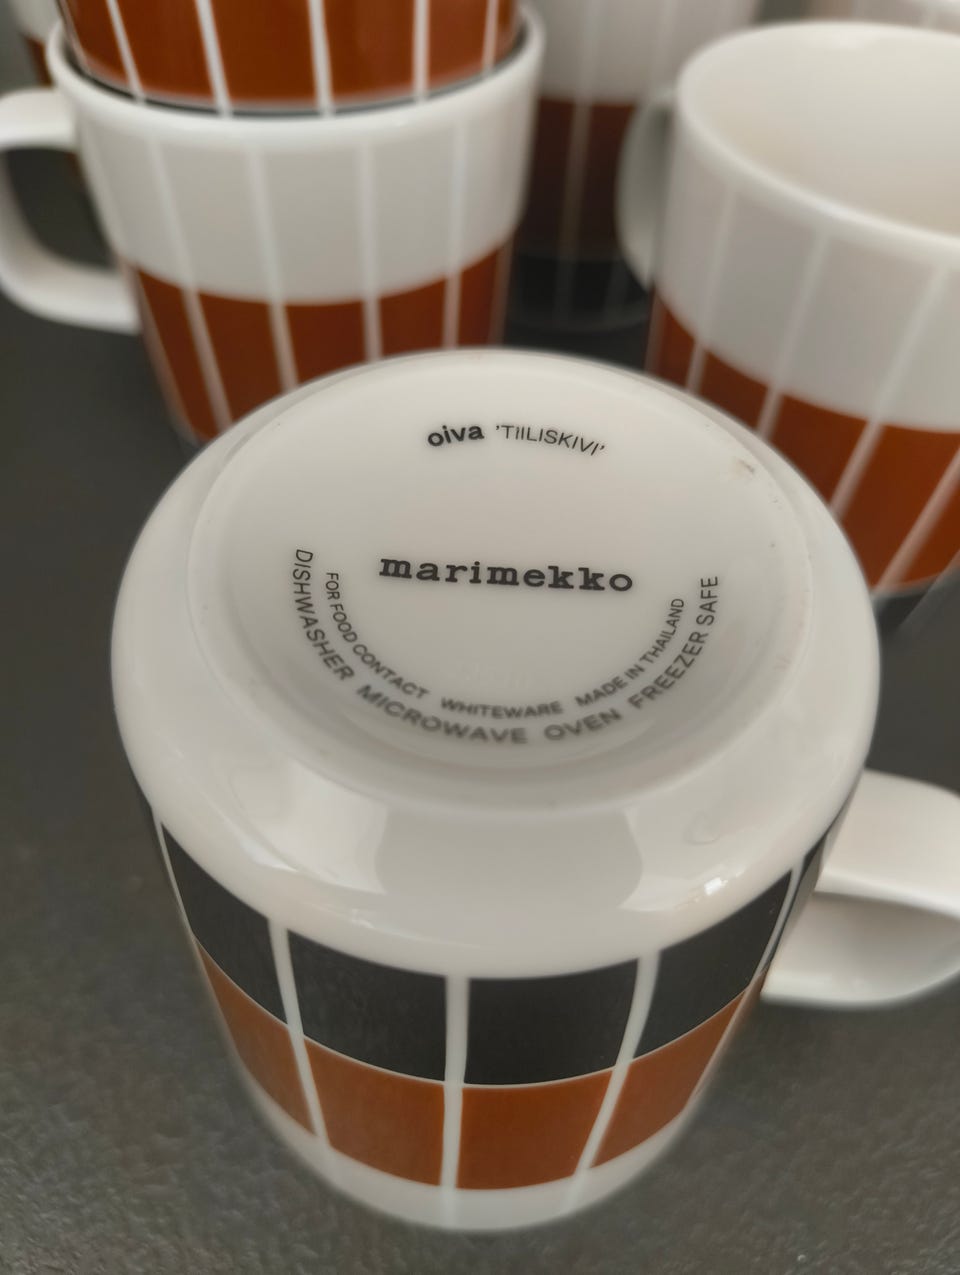 oiva 'TIILISKIVI'
marimekko
FOR FOOD CONTACT WHITEWARE MADE IN THAILAND
DISHWASHER MICROWAVE OVEN FREEZER SAFE